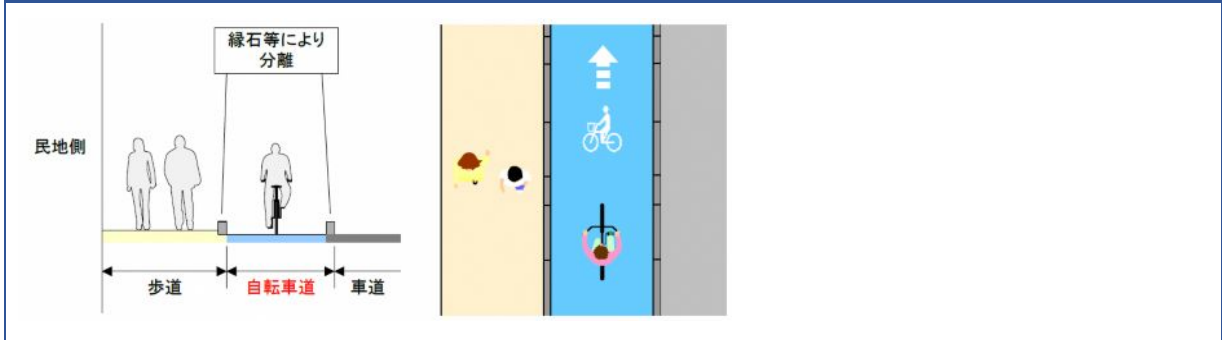 縁石等により
分離
民地側
歩道
自転車道
車道